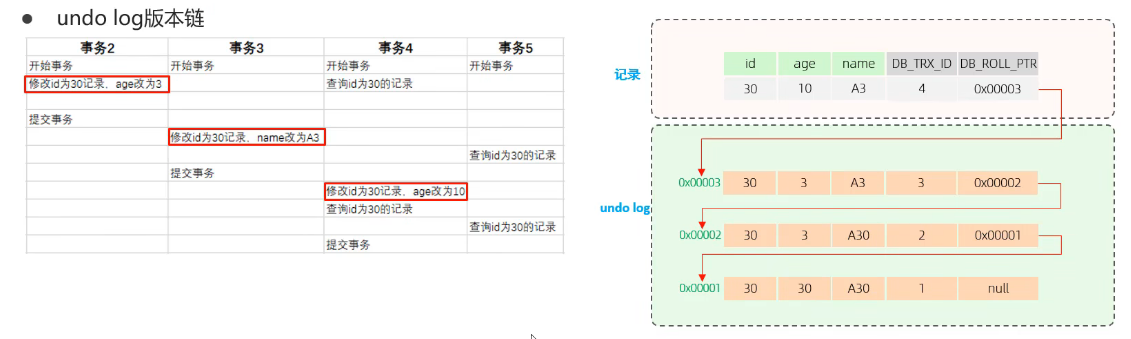 ● undo log版本链
事务2 事务3 事务4 事务5
开始事务 开始事务 开始事务 开始事务
修改id为30记录、age改为3 查询id为30的记录
提交事务
修改id为30记录、name改为A3
查询id为30的记录
提交事务
修改id为30记录、age改为10
查询id为30的记录
查询id为30的记录
提交事务
记录
id age name DB_TRX_ID DB_ROLL_PTR
30 10 A3 4 0x00003
undo log
0x00003 30 3 A3 3 0x00002
0x00002 30 3 A30 2 0x00001
0x00001 30 30 A30 1 null